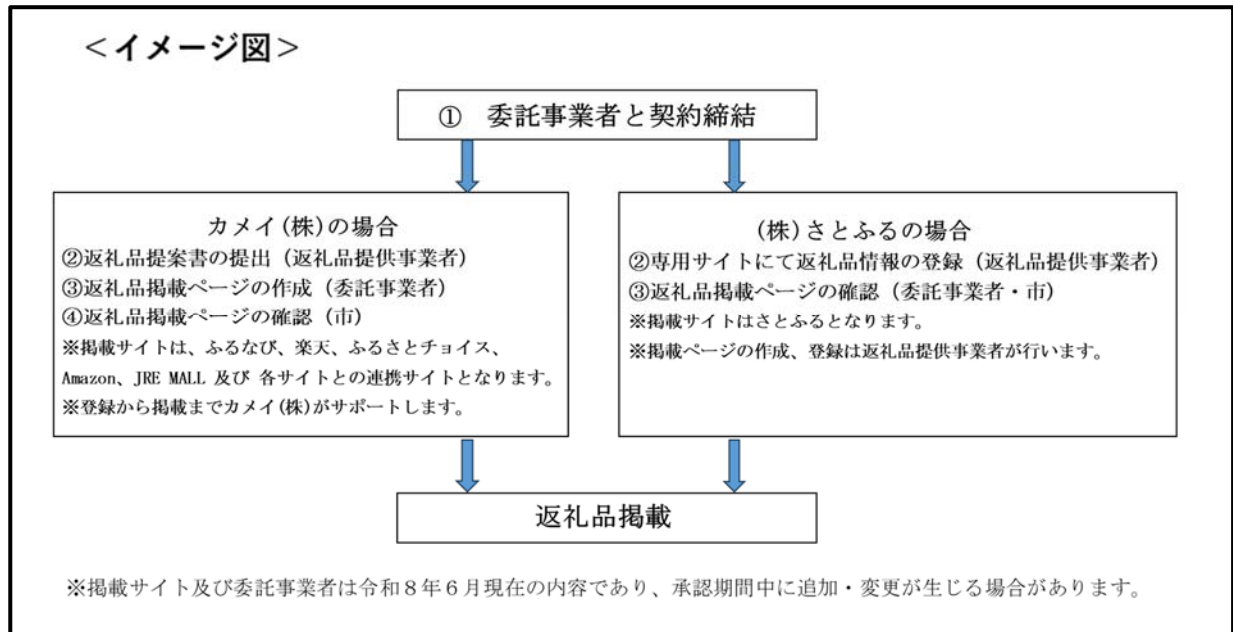 ＜イメージ図＞
① 委託事業者と契約締結
カメイ(株)の場合
②返礼品提案書の提出（返礼品提供事業者）
③返礼品掲載ページの作成（委託事業者）
④返礼品掲載ページの確認（市）
※掲載サイトは、ふるなび、楽天、ふるさとチョイス、
Amazon、JRE MALL 及び 各サイトとの連携サイトとなります。
※登録から掲載までカメイ(株)がサポートします。
(株)さとふるの場合
②専用サイトにて返礼品情報の登録（返礼品提供事業者）
③返礼品掲載ページの確認（委託事業者・市）
※掲載サイトはさとふるとなります。
※掲載ページの作成、登録は返礼品提供事業者が行います。
返礼品掲載
※掲載サイト及び委託事業者は令和８年６月現在の内容であり、承認期間中に追加・変更が生じる場合があります。